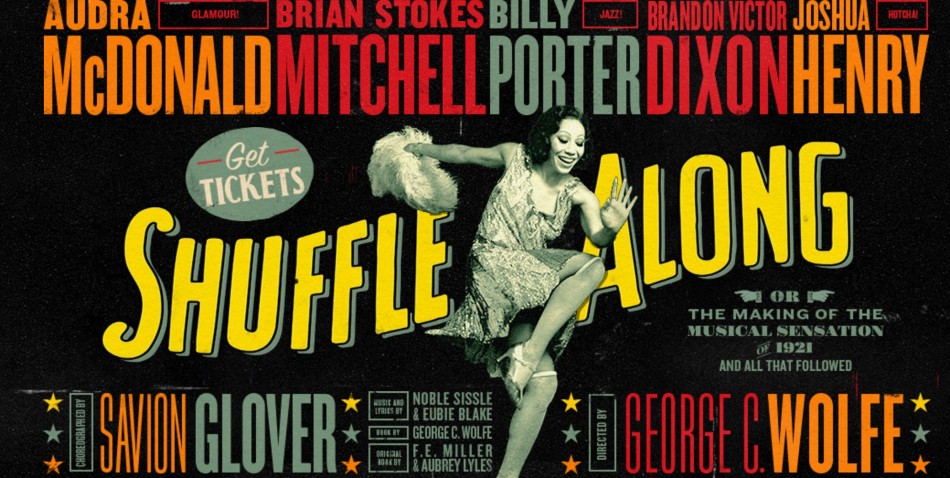 AUDRA GLAMOUR! BRIAN STOKES BILLY JAZZ! BRANDON VICTOR JOSHUA HOTCHA!
McDONALD MITCHELL PORTER DIXON HENRY
Get
TICKETS
SHUFFLE ALONG
OR
THE MAKING OF THE
MUSICAL SENSATION
OF 1921
AND ALL THAT FOLLOWED
CHOREOGRAPHED BY
SAVION GLOVER
MUSIC AND
LYRICS BY
NOBLE SISSLE
& EUBIE BLAKE
BOOK BY
GEORGE C. WOLFE
ORIGINAL
BOOK BY
F.E. MILLER
& AUBREY LYLES
DIRECTED BY
GEORGE C. WOLFE